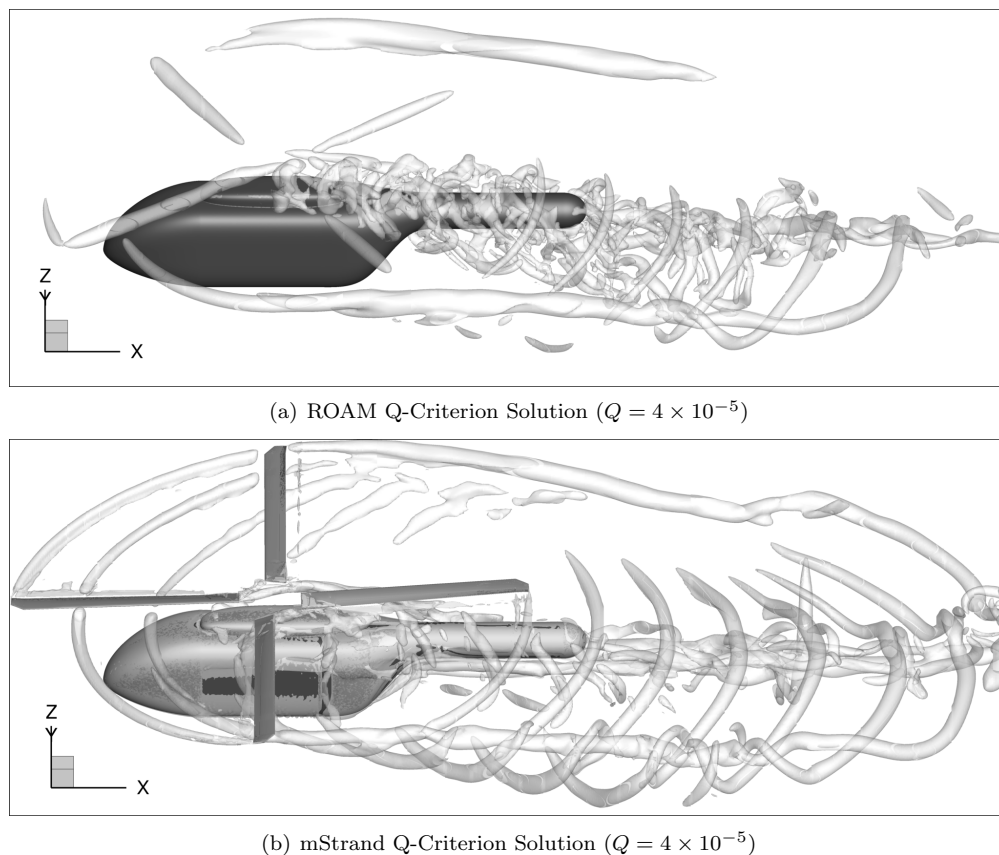 Z
X
(a) ROAM Q-Criterion Solution (Q = 4 × 10⁻⁵)
Z
X
(b) mStrand Q-Criterion Solution (Q = 4 × 10⁻⁵)